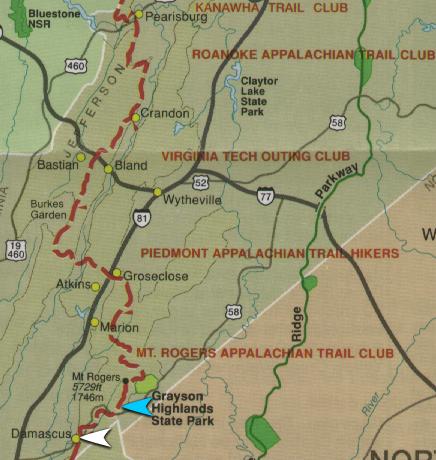 KANAWHA TRAIL CLUB
Bluestone
NSR
Pearisburg
ROANOKE APPALACHIAN TRAIL CLUB
460
Claytor
Lake
State
Park
JEFFERSON
Crandon
58
VIRGINIA TECH OUTING CLUB
Bastian
Bland
52
Wytheville
77
Parkway
Burkes
Garden
81
19
460
PIEDMONT APPALACHIAN TRAIL HIKERS
Groseclose
Atkins
58
Ridge
Marion
MT. ROGERS APPALACHIAN TRAIL CLUB
Mt Rogers
5729ft
1746m
Grayson
Highlands
State Park
River
Damascus